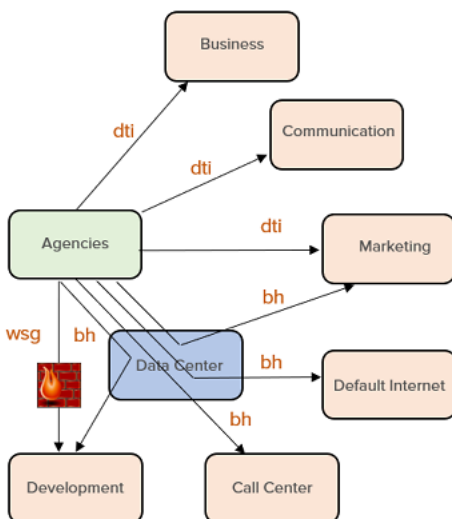 Business
dti
Communication
dti
Agencies
dti
Marketing
bh
wsg
bh
Data Center
bh
Default Internet
bh
Development
Call Center